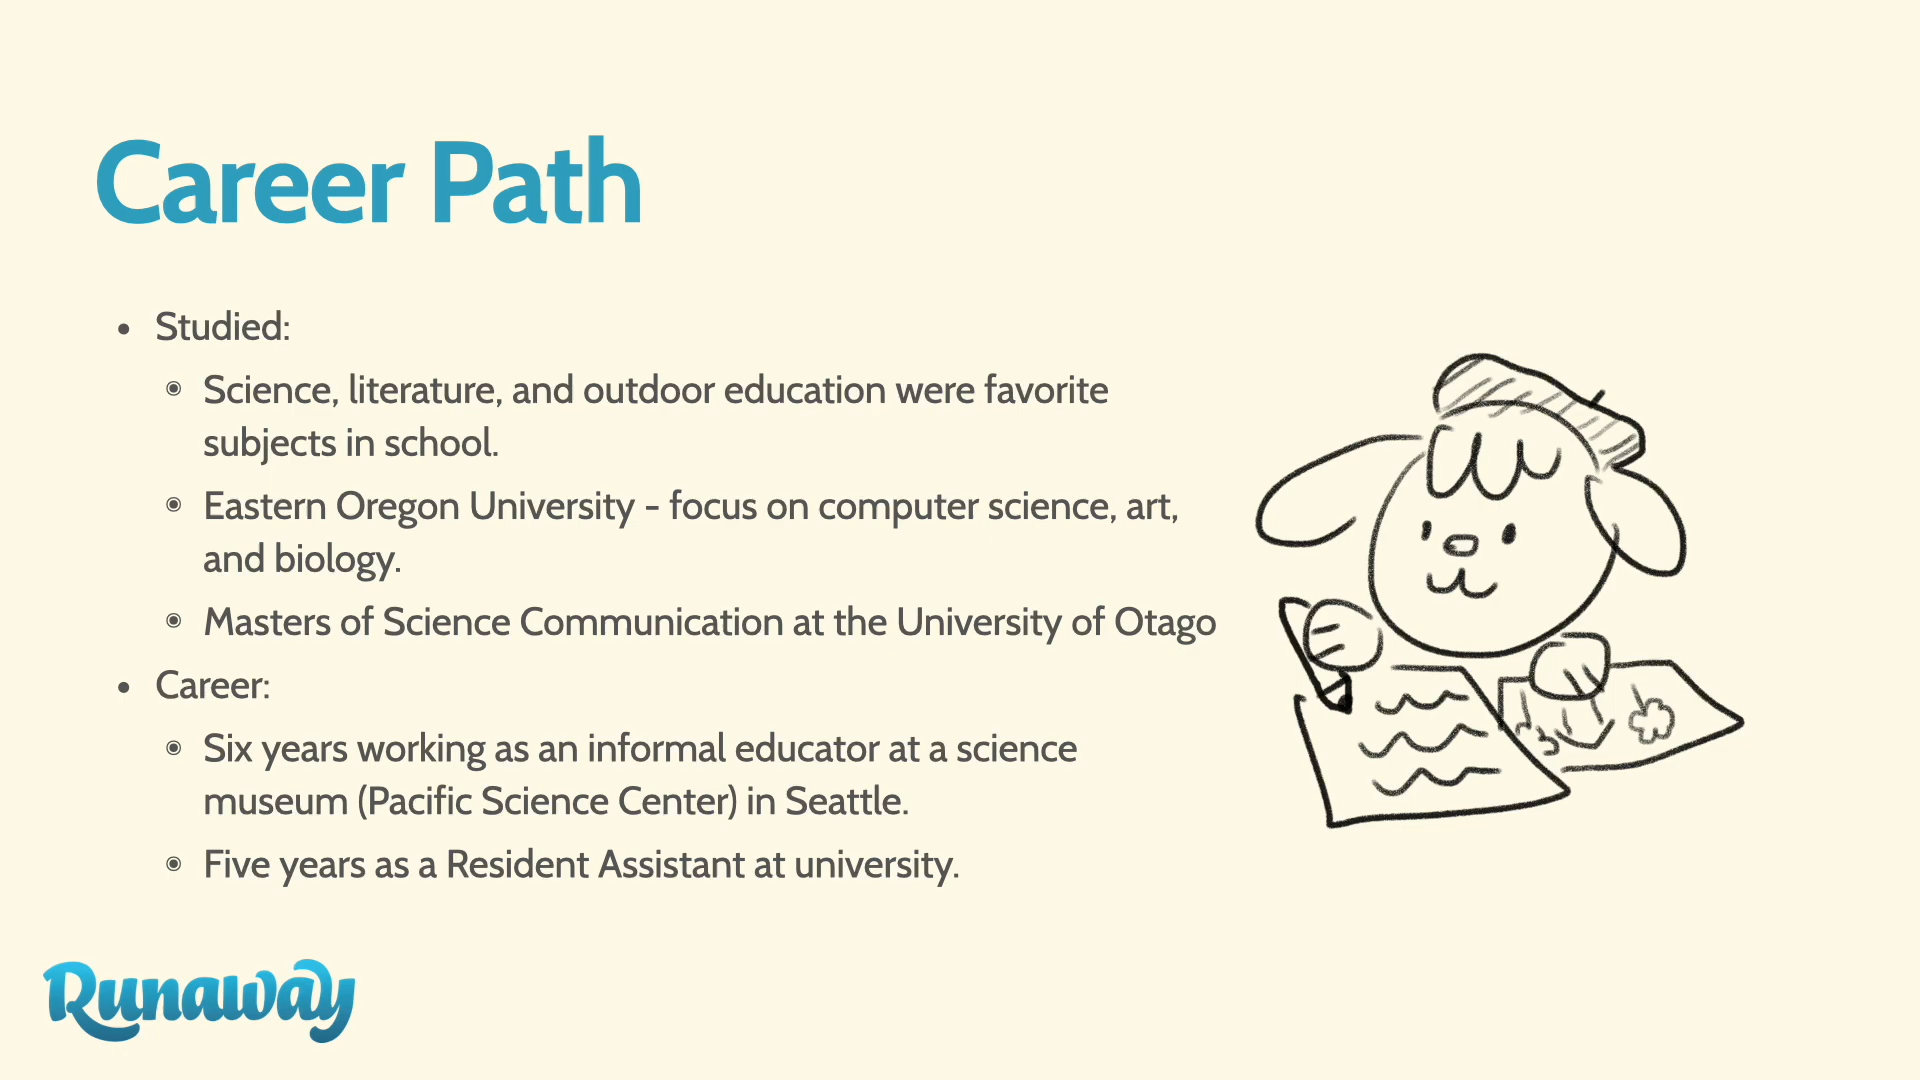 Career Path
• Studied:
◉ Science, literature, and outdoor education were favorite
subjects in school.
◉ Eastern Oregon University - focus on computer science, art,
and biology.
◉ Masters of Science Communication at the University of Otago
• Career:
◉ Six years working as an informal educator at a science
museum (Pacific Science Center) in Seattle.
◉ Five years as a Resident Assistant at university.
Runaway